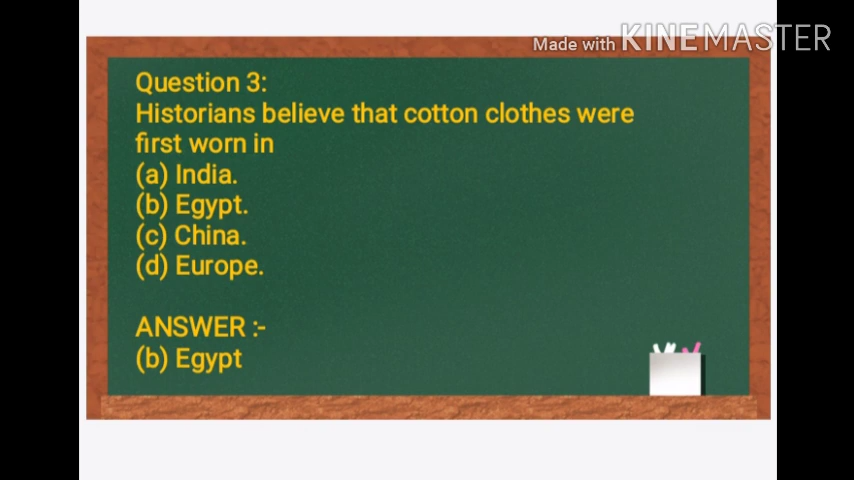 Made with KINEMASTER
Question 3:
Historians believe that cotton clothes were
first worn in
(a) India.
(b) Egypt.
(c) China.
(d) Europe.
ANSWER :-
(b) Egypt